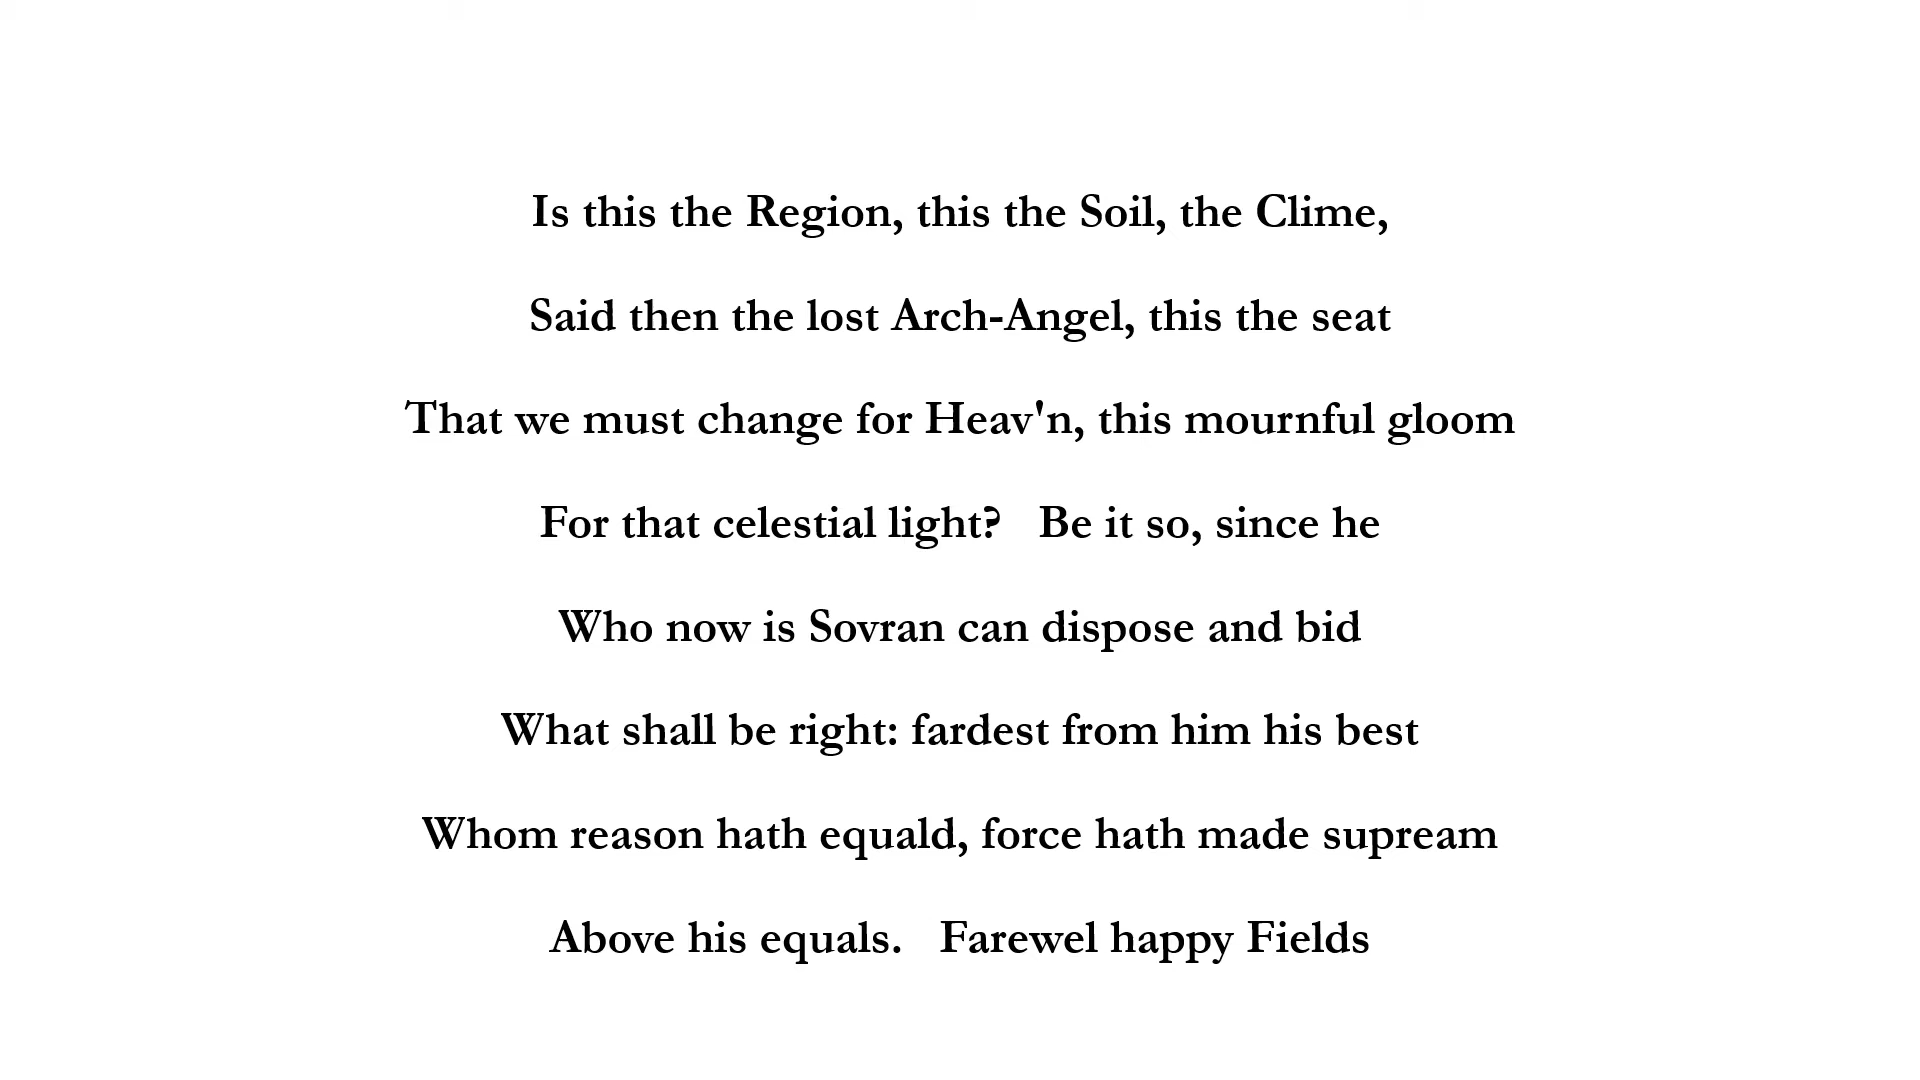 Is this the Region, this the Soil, the Clime,
Said then the lost Arch-Angel, this the seat
That we must change for Heav'n, this mournful gloom
For that celestial light?   Be it so, since he
Who now is Sovran can dispose and bid
What shall be right: fardest from him his best
Whom reason hath equald, force hath made supream
Above his equals.   Farewel happy Fields